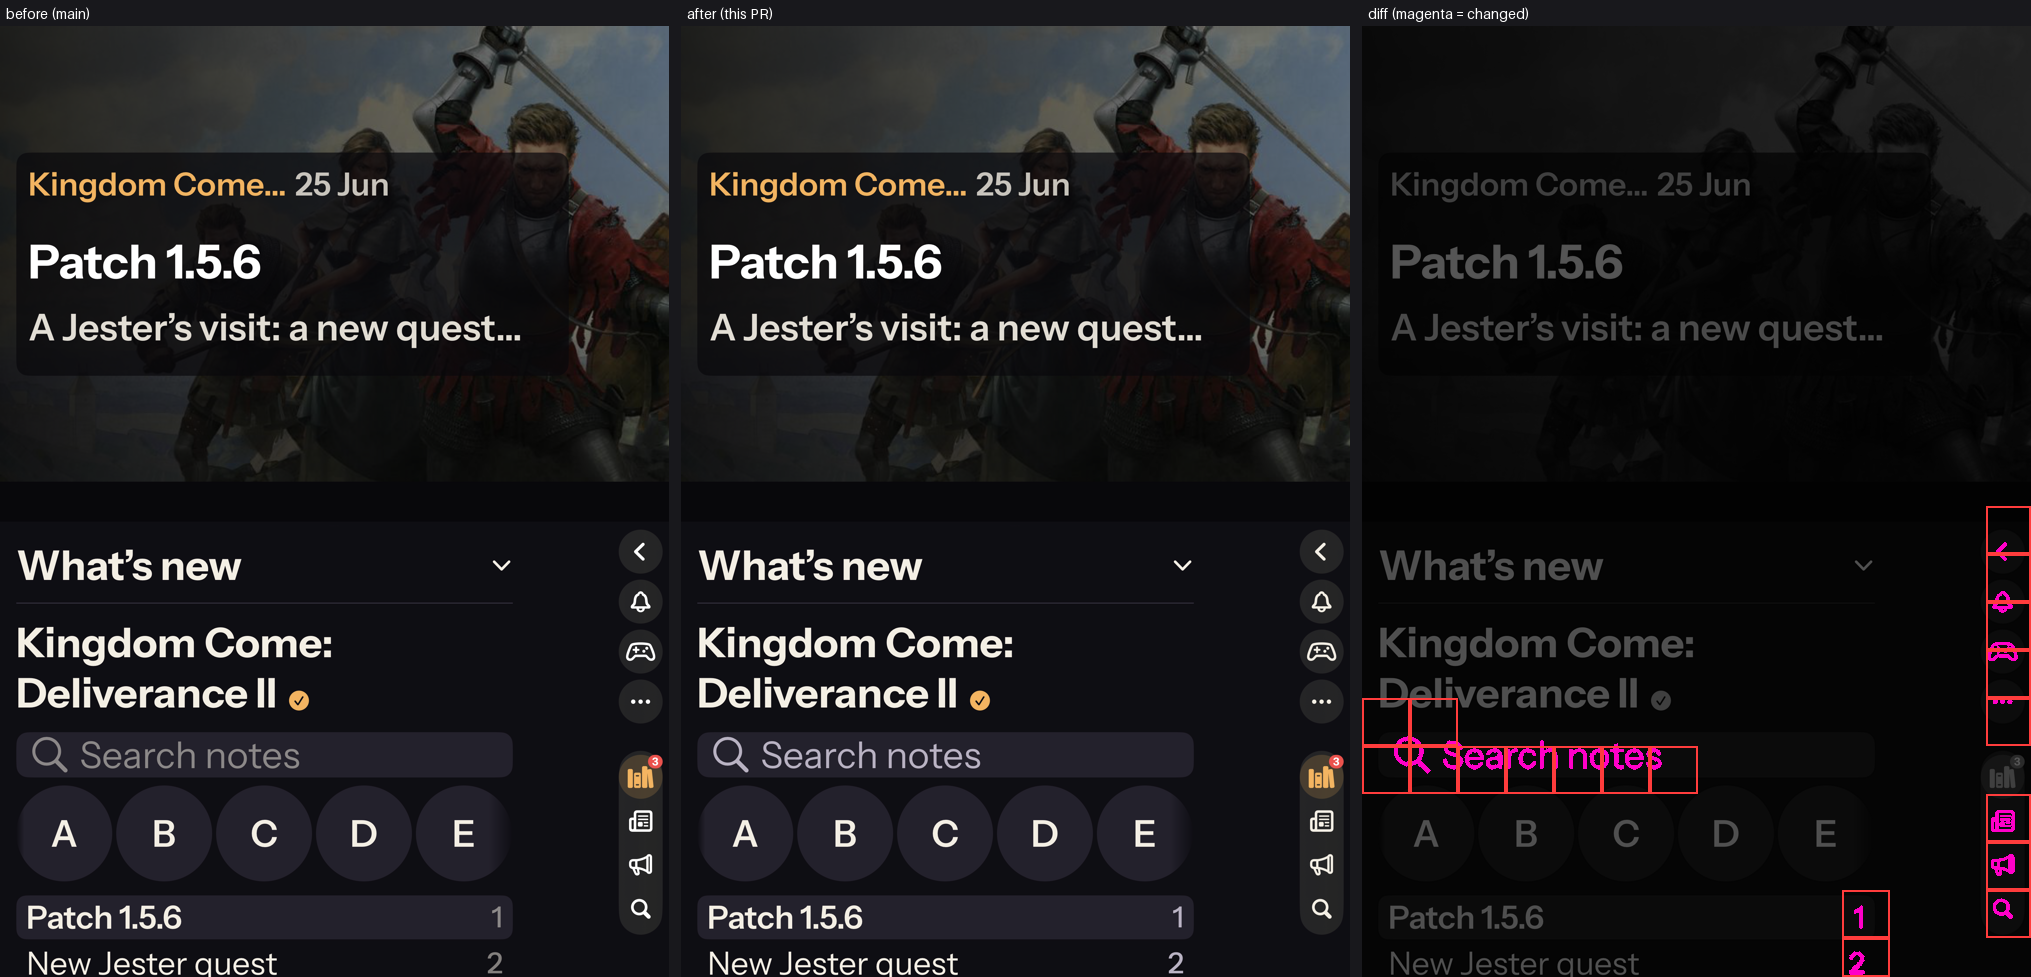 before (main)
Kingdom Come... 25 Jun
Patch 1.5.6
A Jester's visit: a new quest...
What's new
Kingdom Come:
Deliverance II
Search notes
A B C D E
Patch 1.5.6 1
New Jester quest 2
3
after (this PR)
Kingdom Come... 25 Jun
Patch 1.5.6
A Jester's visit: a new quest...
What's new
Kingdom Come:
Deliverance II
Search notes
A B C D E
Patch 1.5.6 1
New Jester quest 2
3
diff (magenta = changed)
Kingdom Come... 25 Jun
Patch 1.5.6
A Jester's visit: a new quest...
What's new
Kingdom Come:
Deliverance II
Search notes
A B C D E
Patch 1.5.6 1
New Jester quest 2
3